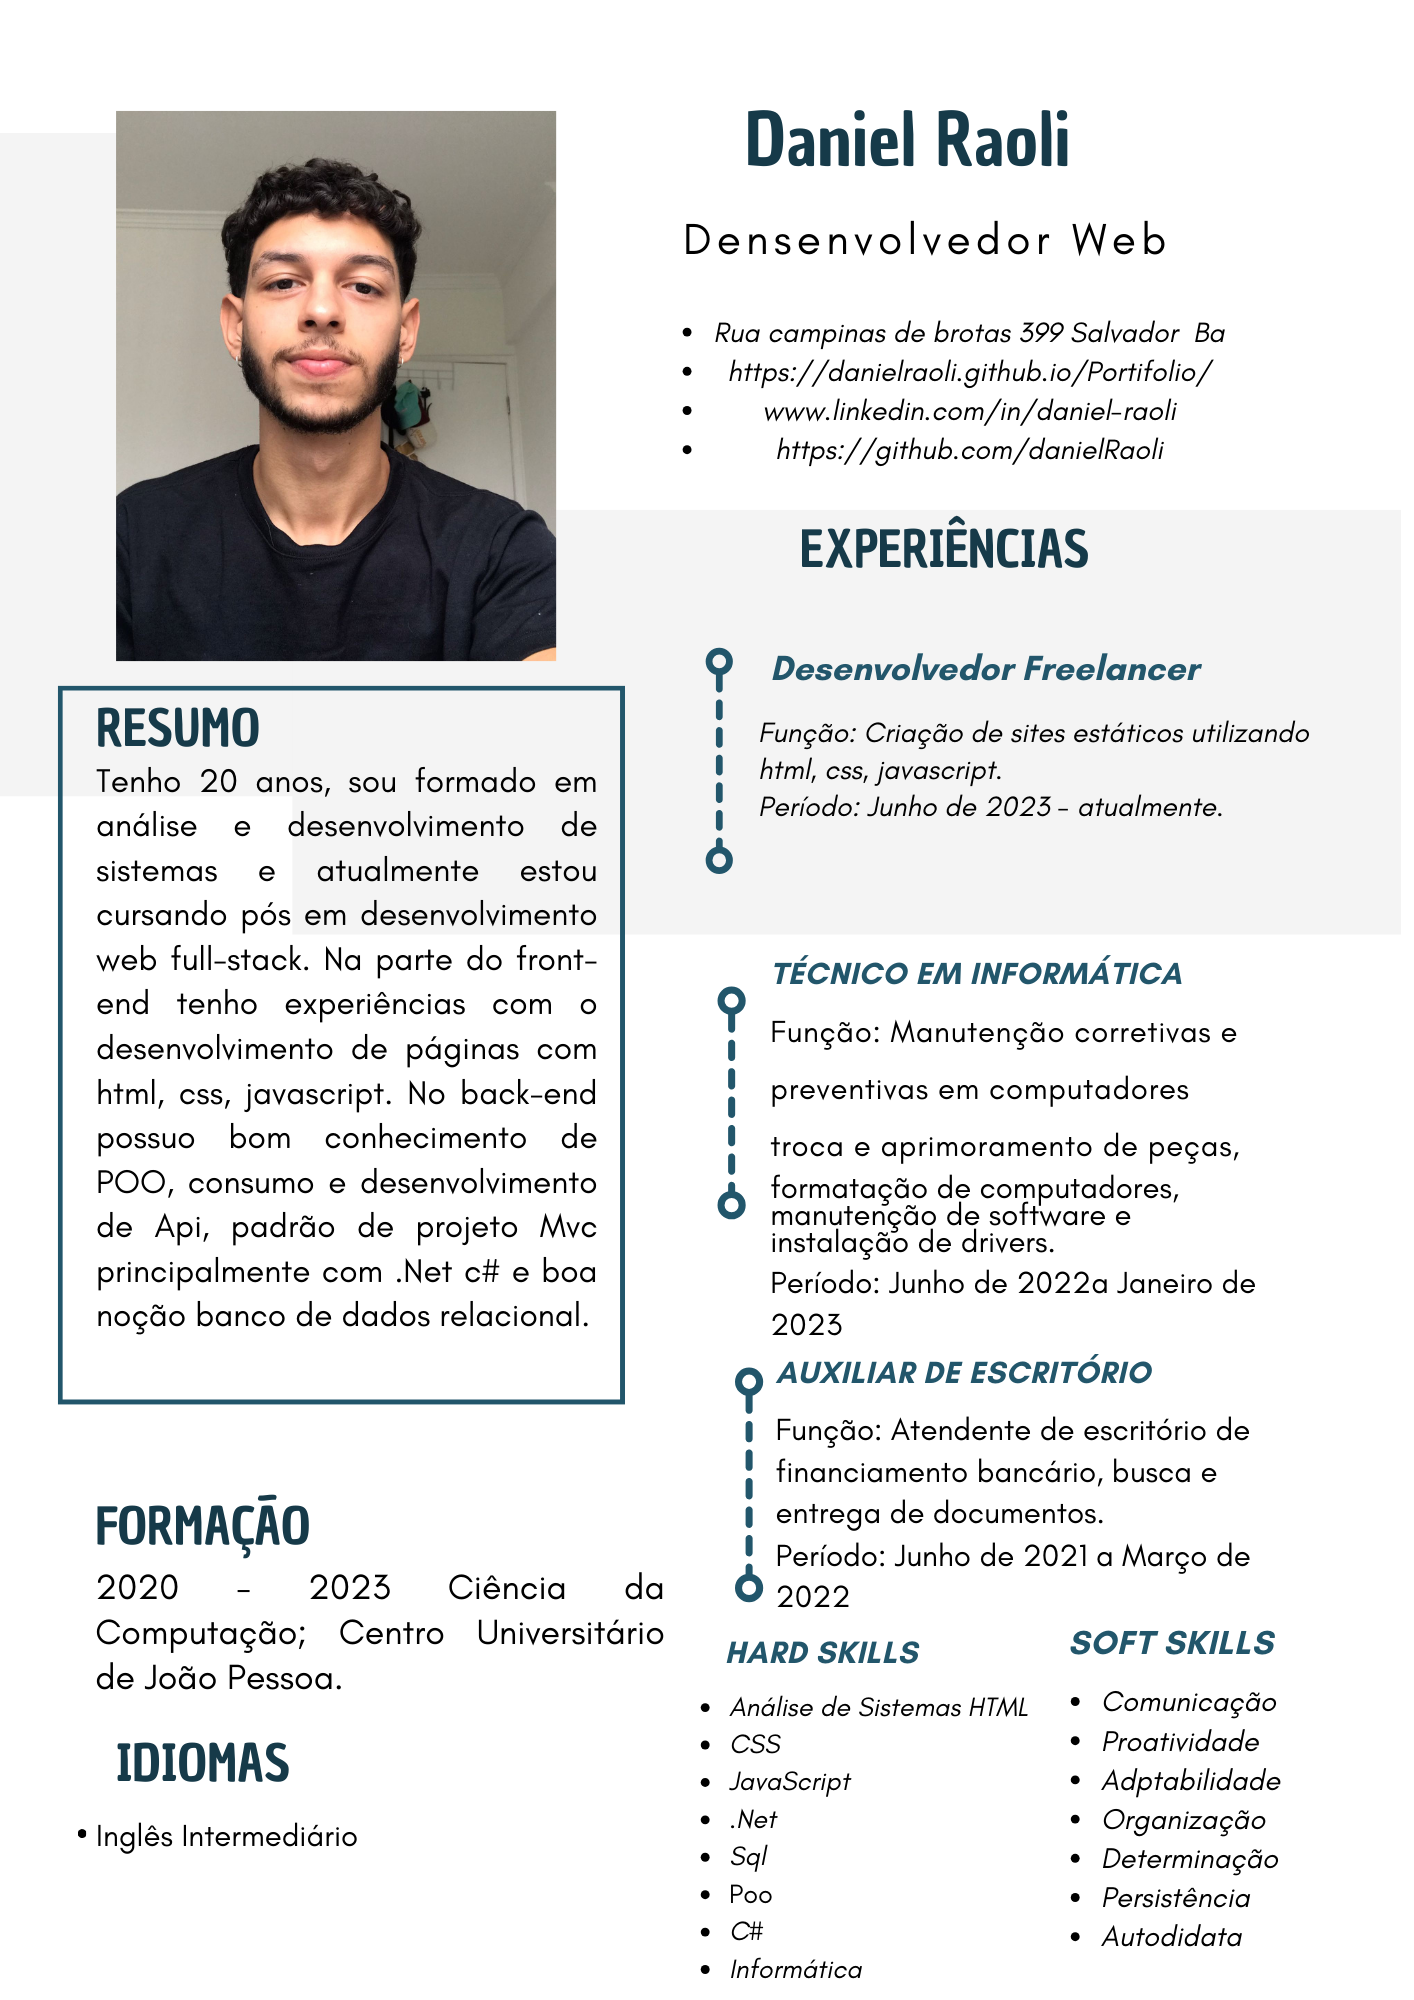 Daniel Raoli
Densenvolvedor Web
• Rua campinas de brotas 399 Salvador  Ba
• https://danielraoli.github.io/Portifolio/
• www.linkedin.com/in/daniel-raoli
• https://github.com/danielRaoli
RESUMO
Tenho 20 anos, sou formado em
análise e desenvolvimento de
sistemas e atualmente estou
cursando pós em desenvolvimento
web full-stack. Na parte do front-
end tenho experiências com o
desenvolvimento de páginas com
html, css, javascript. No back-end
possuo bom conhecimento de
POO, consumo e desenvolvimento
de Api, padrão de projeto Mvc
principalmente com .Net c# e boa
noção banco de dados relacional.
FORMAÇÃO
2020 - 2023 Ciência da
Computação; Centro Universitário
de João Pessoa.
IDIOMAS
• Inglês Intermediário
EXPERIÊNCIAS
Desenvolvedor Freelancer
Função: Criação de sites estáticos utilizando
html, css, javascript.
Período: Junho de 2023 - atualmente.
TÉCNICO EM INFORMÁTICA
Função: Manutenção corretivas e
preventivas em computadores
troca e aprimoramento de peças,
formatação de computadores,
manutenção de software e
instalação de drivers.
Período: Junho de 2022a Janeiro de
2023
AUXILIAR DE ESCRITÓRIO
Função: Atendente de escritório de
financiamento bancário, busca e
entrega de documentos.
Período: Junho de 2021 a Março de
2022
HARD SKILLS
• Análise de Sistemas HTML
• CSS
• JavaScript
• .Net
• Sql
• Poo
• C#
• Informática
SOFT SKILLS
• Comunicação
• Proatividade
• Adptabilidade
• Organização
• Determinação
• Persistência
• Autodidata